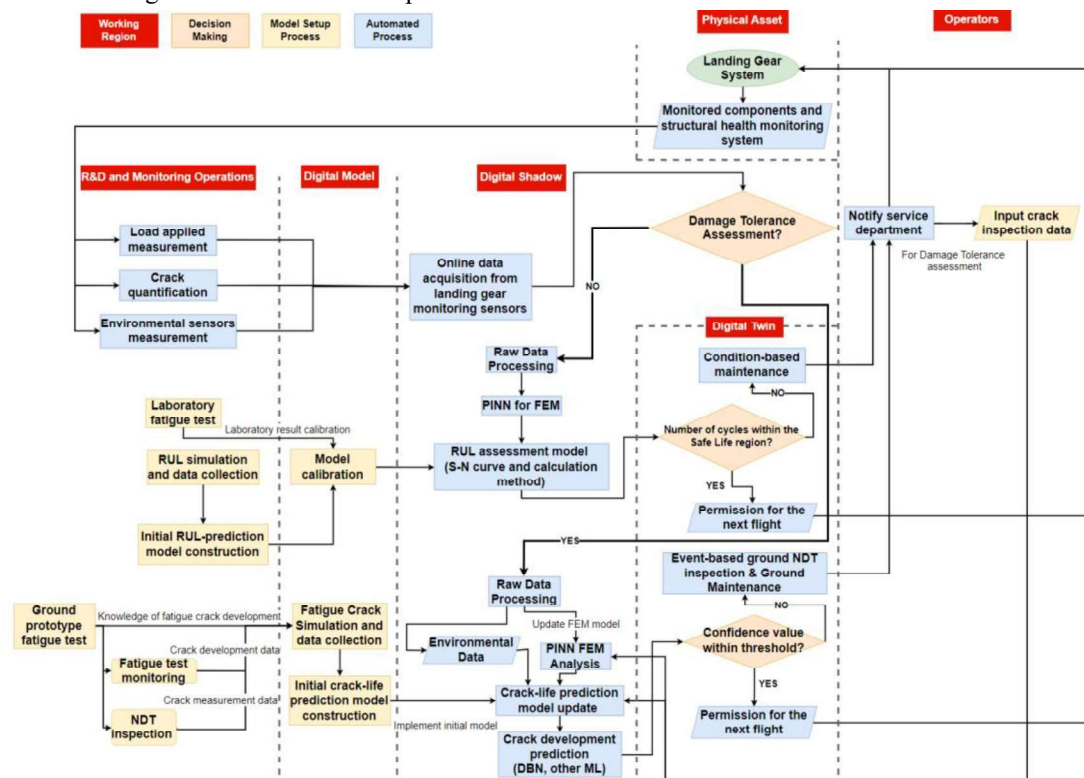 Working
Region
Decision
Making
Model Setup
Process
Automated
Process
Physical Asset
Operators
Landing Gear
System
Monitored components and
structural health monitoring
system
R&D and Monitoring Operations
Digital Model
Digital Shadow
Load applied
measurement
Crack
quantification
Environmental sensors
measurement
Online data
acquisition from
landing gear
monitoring sensors
Damage Tolerance
Assessment?
Notify service
department
Input crack
inspection data
For Damage Tolerance
assessment
NO
Digital Twin
Raw Data
Processing
Condition-based
maintenance
NO
PINN for FEM
Laboratory
fatigue test
Laboratory result calibration
Number of cycles within the
Safe Life region?
RUL simulation
and data collection
Model
calibration
RUL assessment model
(S-N curve and calculation
method)
YES
Permission for the
next flight
Initial RUL-prediction
model construction
YES
Event-based ground NDT
inspection & Ground
Maintenance
Raw Data
Processing
NO
Ground
prototype
fatigue test
Knowledge of fatigue crack development
Fatigue Crack
Simulation and
data collection
Update FEM model
Environmental
Data
PINN FEM
Analysis
Confidence value
within threshold?
Crack development data
Fatigue test
monitoring
Crack measurement data
Initial crack-life
prediction model
construction
YES
Crack-life prediction
model update
Permission for the
next flight
NDT
inspection
Implement initial model
Crack development
prediction
(DBN, other ML)